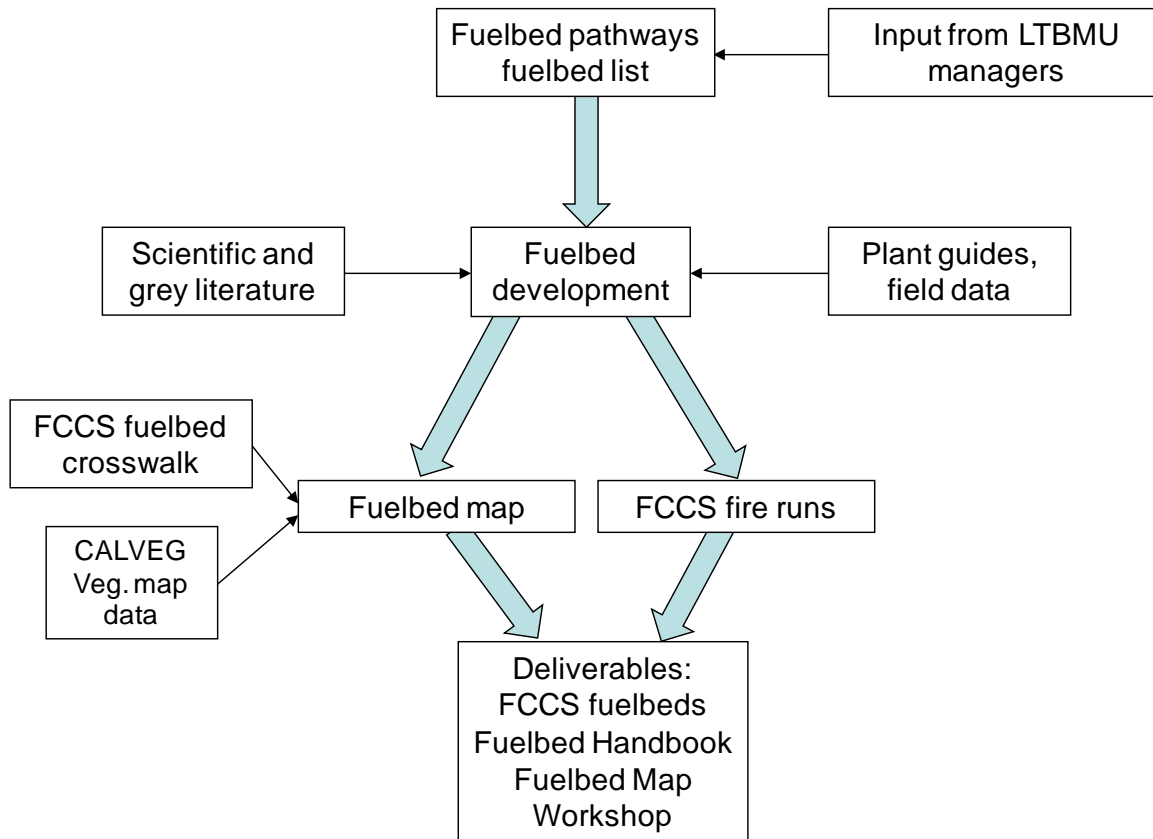 Fuelbed pathways
fuelbed list
Input from LTBMU
managers
Scientific and
grey literature
Fuelbed
development
Plant guides,
field data
FCCS fuelbed
crosswalk
CALVEG
Veg. map
data
Fuelbed map
FCCS fire runs
Deliverables:
FCCS fuelbeds
Fuelbed Handbook
Fuelbed Map
Workshop